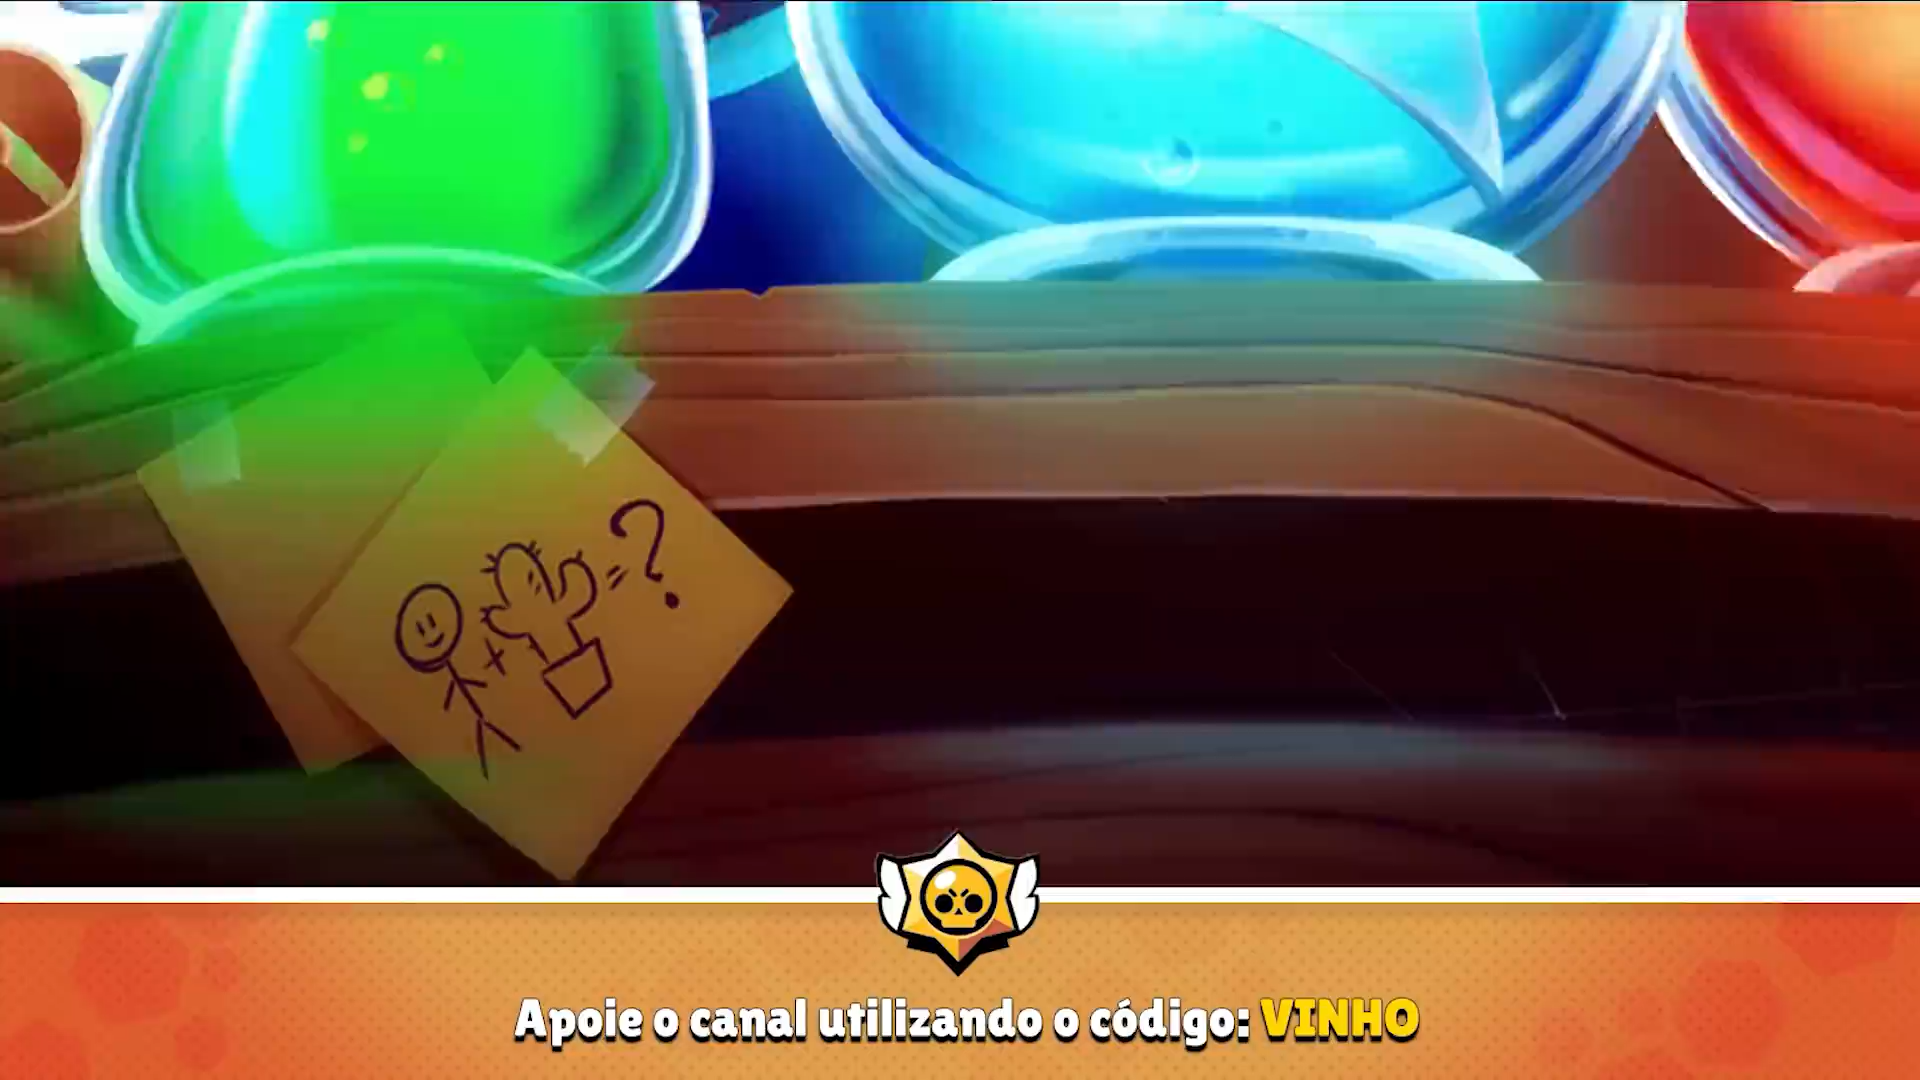 + = ?
Apoie o canal utilizando o código: VINHO